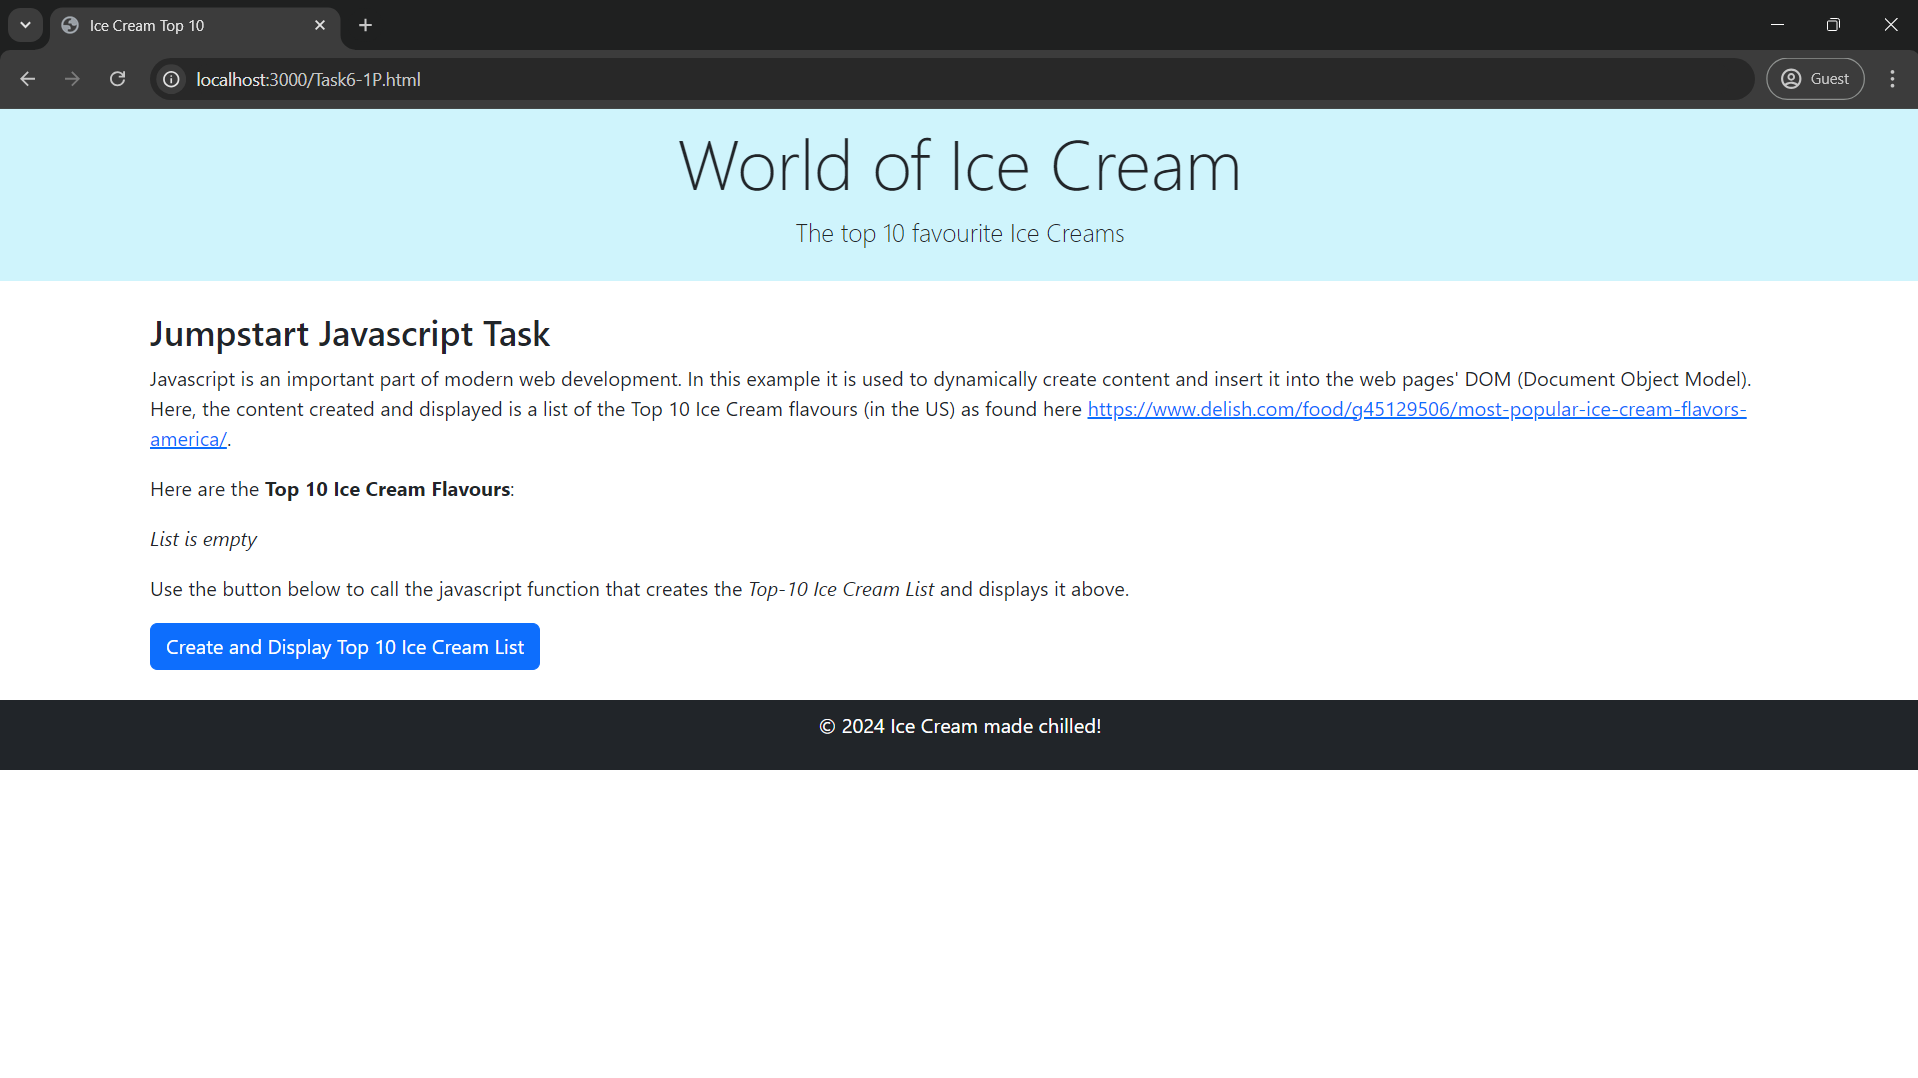 Ice Cream Top 10
localhost:3000/Task6-1P.html
Guest
World of Ice Cream
The top 10 favourite Ice Creams
Jumpstart Javascript Task
Javascript is an important part of modern web development. In this example it is used to dynamically create content and insert it into the web pages' DOM (Document Object Model).
Here, the content created and displayed is a list of the Top 10 Ice Cream flavours (in the US) as found here https://www.delish.com/food/g45129506/most-popular-ice-cream-flavors-
america/.
Here are the Top 10 Ice Cream Flavours:
List is empty
Use the button below to call the javascript function that creates the Top-10 Ice Cream List and displays it above.
Create and Display Top 10 Ice Cream List
© 2024 Ice Cream made chilled!